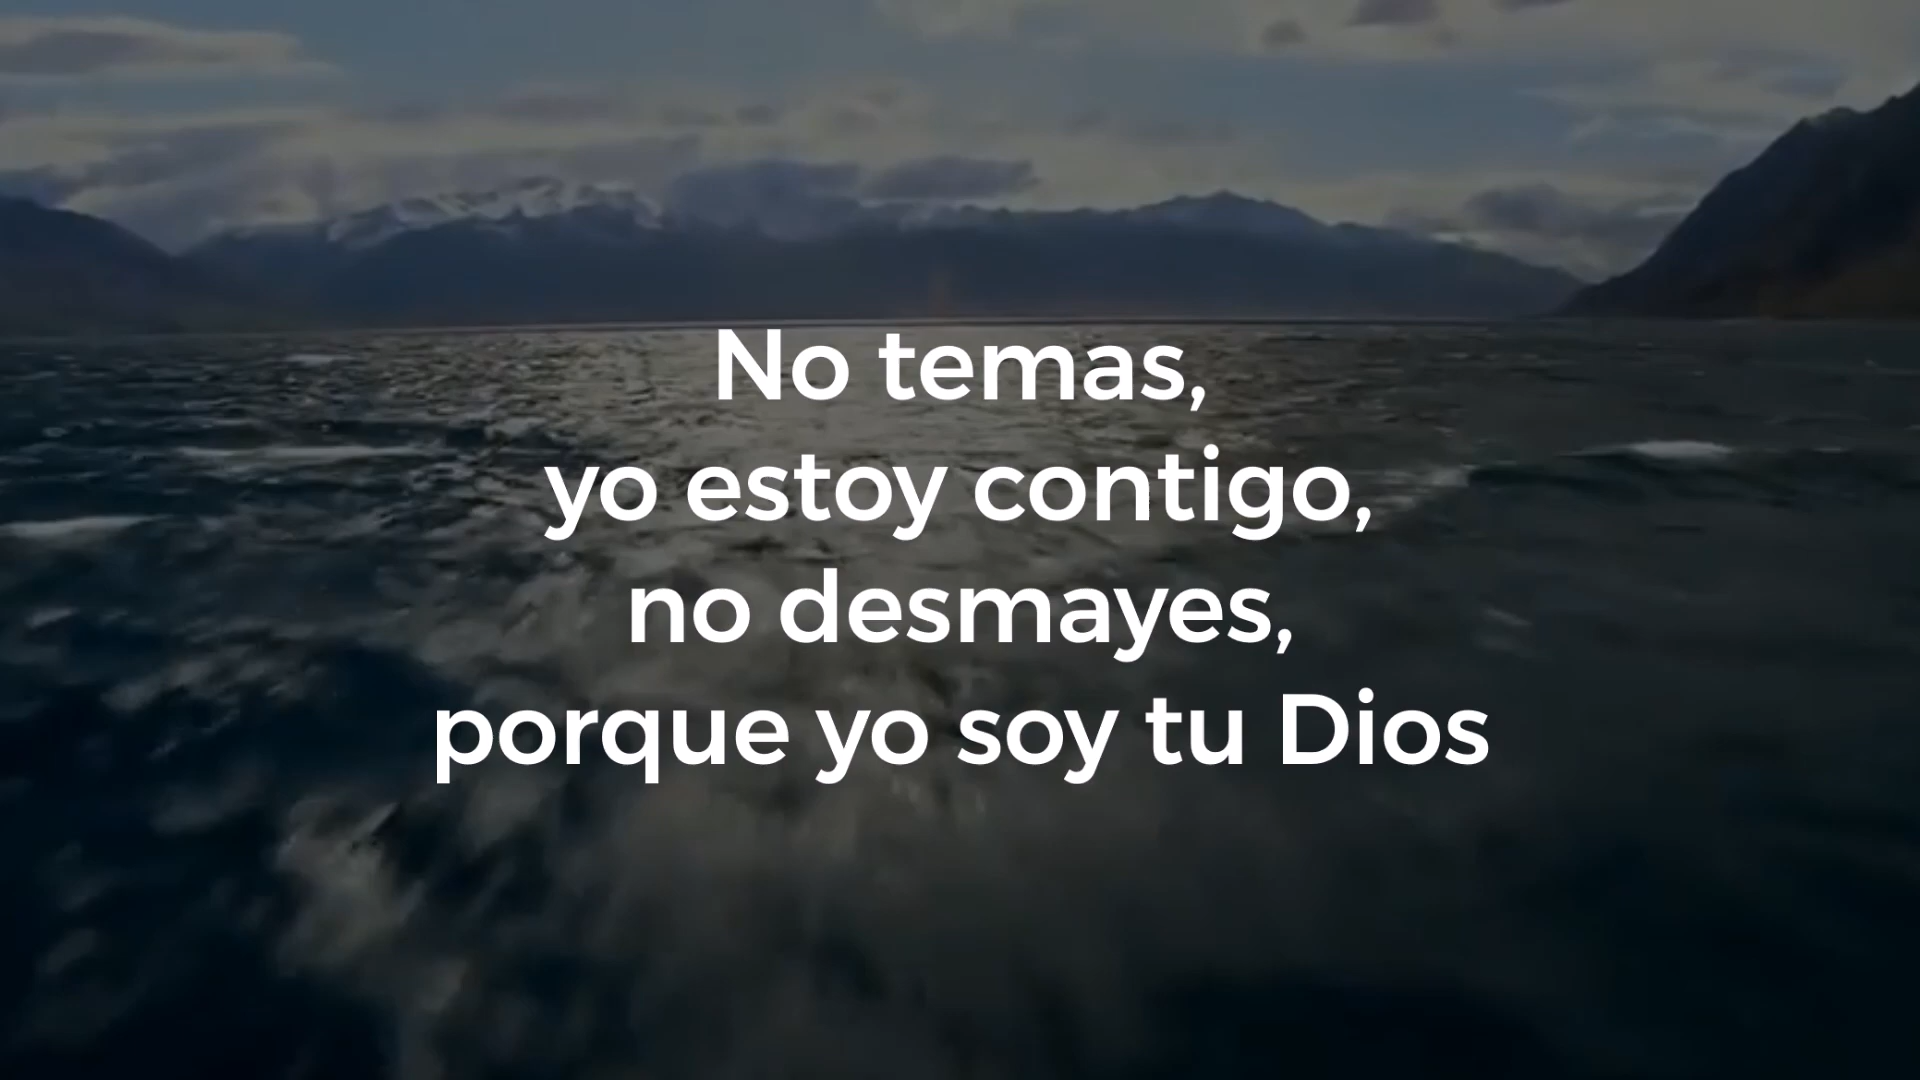 No temas,
yo estoy contigo,
no desmayes,
porque yo soy tu Dios